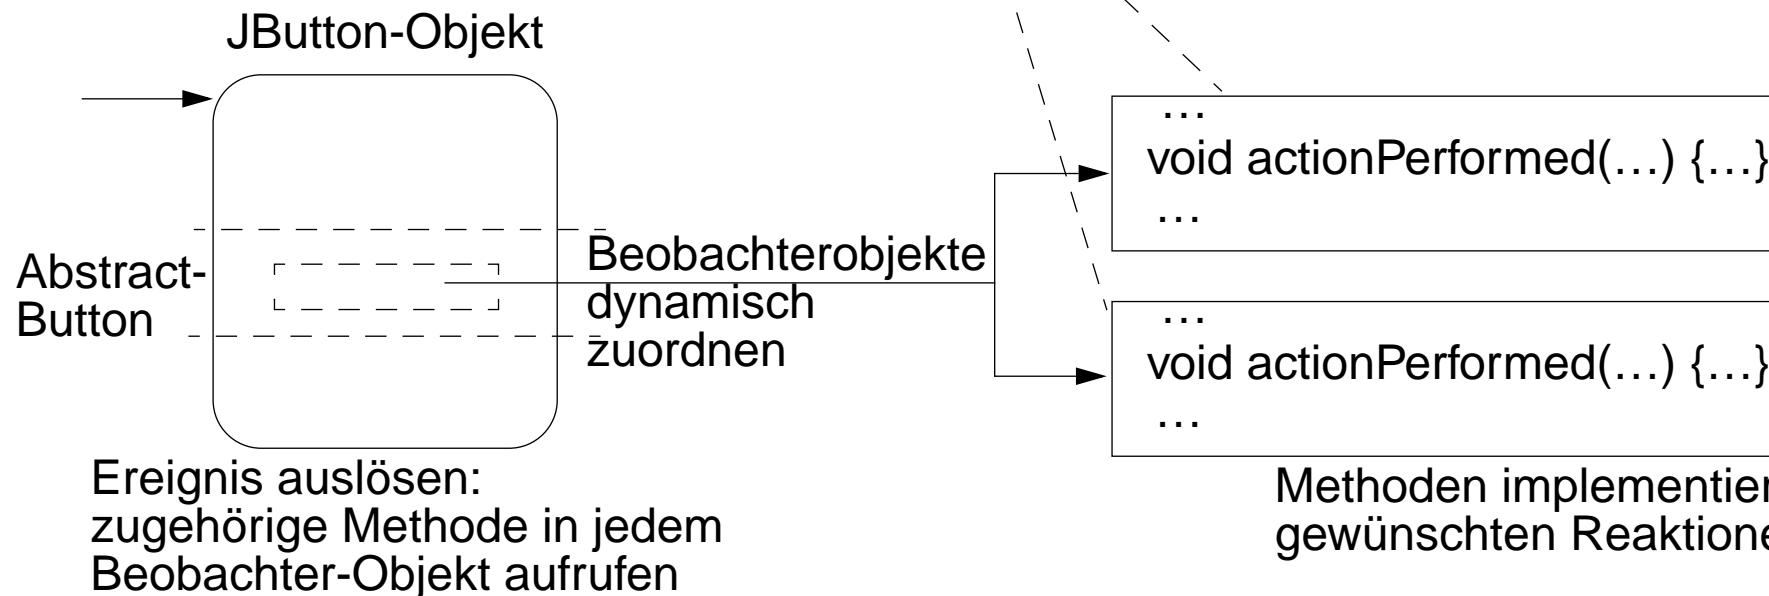 JButton-Objekt
…
void actionPerformed(…) {…}
…
Abstract-
Button
Beobachterobjekte
dynamisch
zuordnen
…
void actionPerformed(…) {…}
…
Ereignis auslösen:
zugehörige Methode in jedem
Beobachter-Objekt aufrufen
Methoden implementier
gewünschten Reaktione